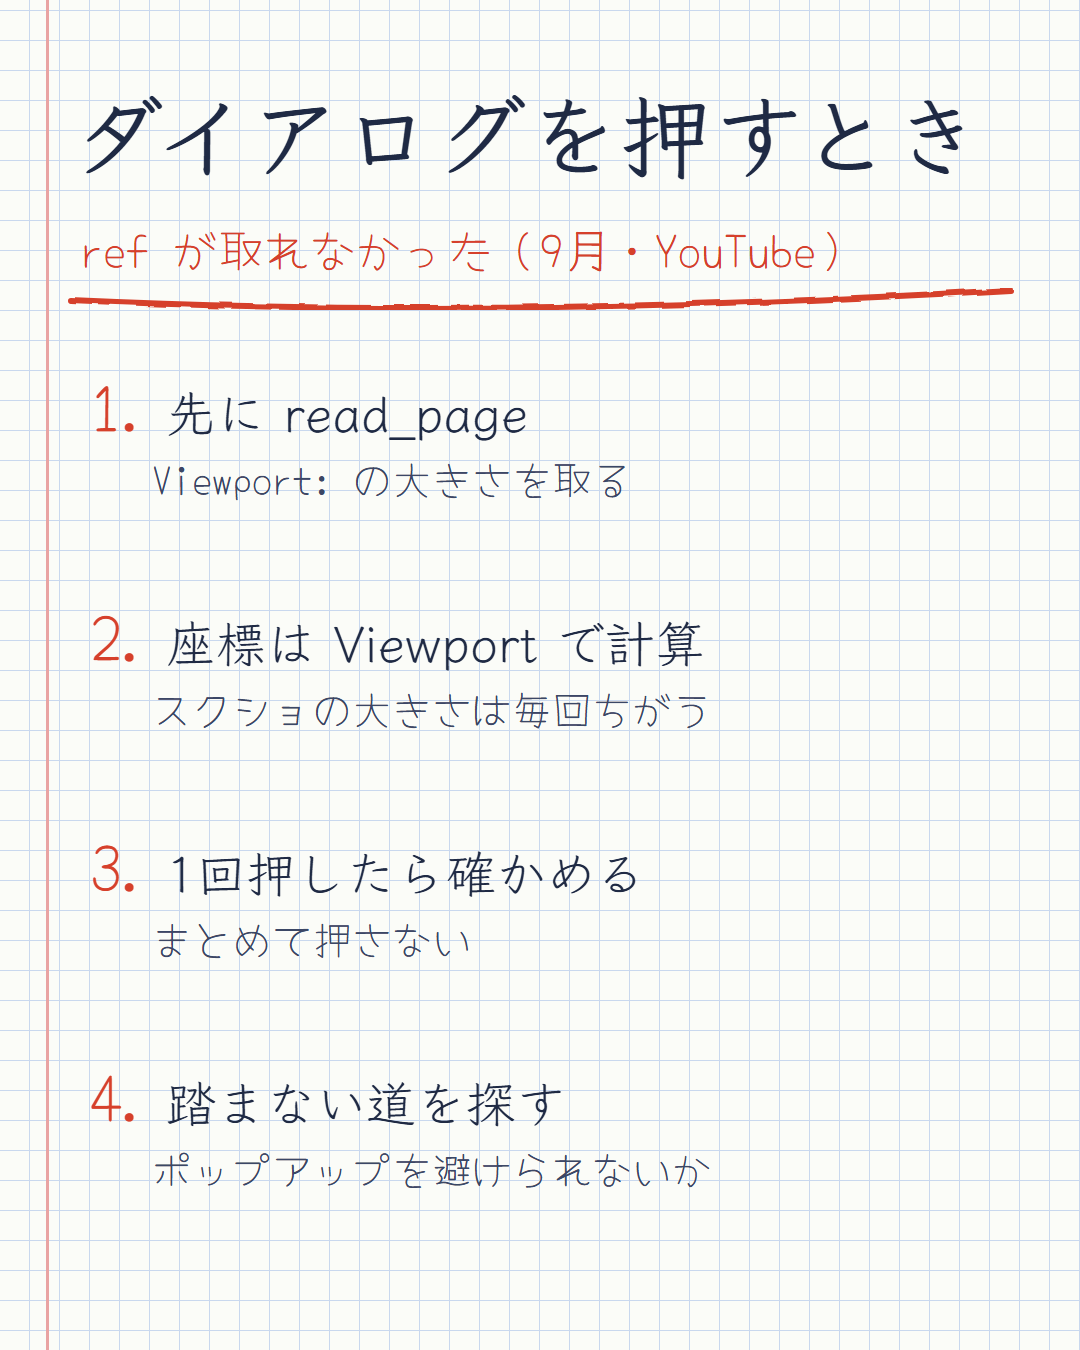 ダイアログを押すとき
ref が取れなかった（9月・YouTube）
1. 先に read_page
Viewport: の大きさを取る
2. 座標は Viewport で計算
スクショの大きさは毎回ちがう
3. 1回押したら確かめる
まとめて押さない
4. 踏まない道を探す
ポップアップを避けられないか